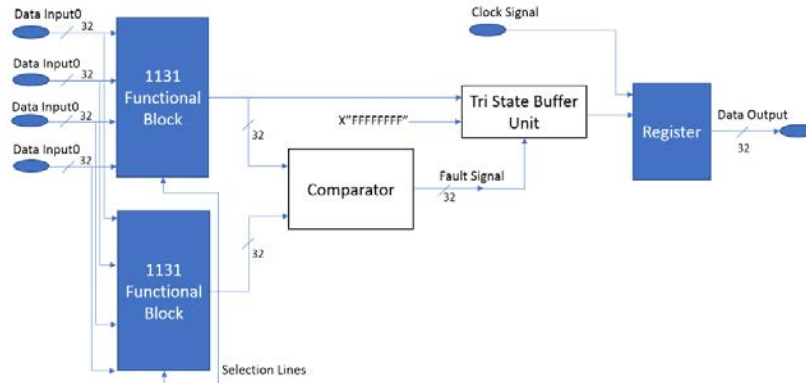 Data Input0
32
Data Input0
32
Data Input0
32
Data Input0
32
1131
Functional
Block
32
X"FFFFFFFF"
Clock Signal
Tri State Buffer
Unit
Register
Data Output
32
Comparator
Fault Signal
32
1131
Functional
Block
32
Selection Lines